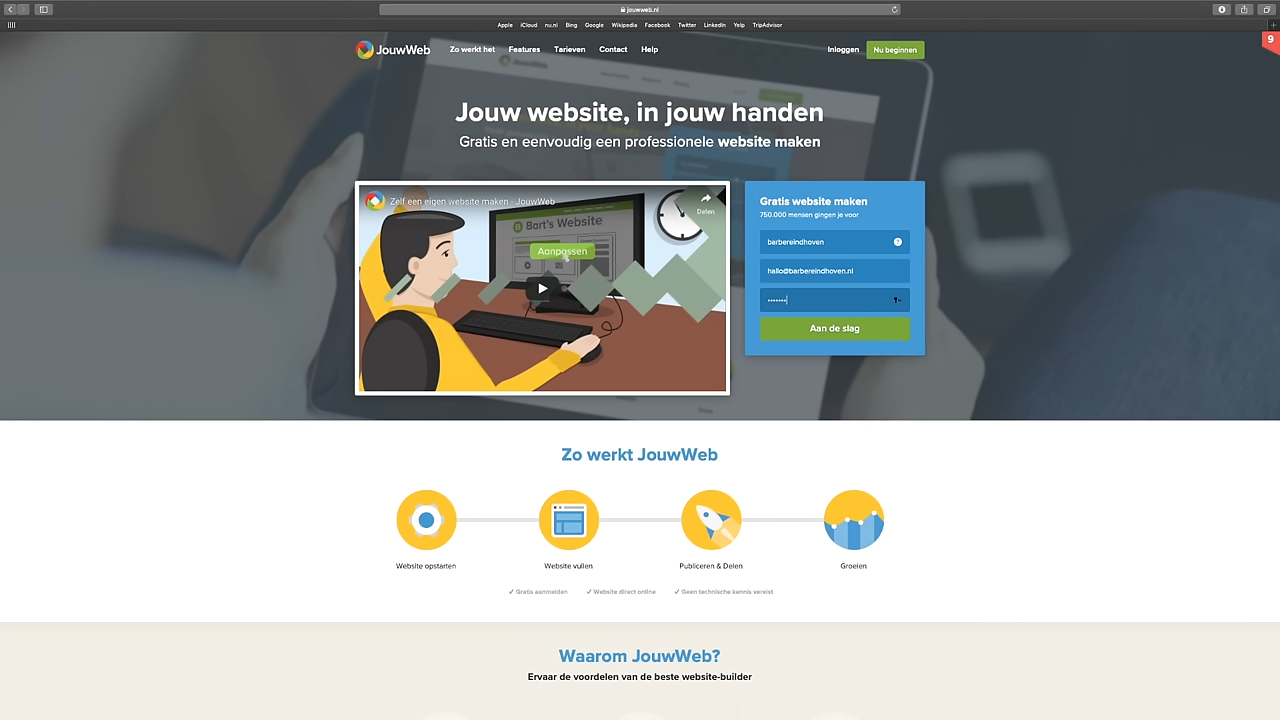 jouwweb.nl
Apple iCloud nu.nl Bing Google Wikipedia Facebook Twitter LinkedIn Yelp TripAdvisor
9
JouwWeb Zo werkt het Features Tarieven Contact Help Inloggen Nu beginnen
Jouw website, in jouw handen
Gratis en eenvoudig een professionele website maken
Zelf een eigen website maken - JouwWeb
Delen
B Bart's Website
Aanpassen
Gratis website maken
750.000 mensen gingen je voor
barbereindhoven ?
hallo@barbereindhoven.nl
•••••••
Aan de slag
Zo werkt JouwWeb
Website opstarten
Website vullen
Publiceren & Delen
Groeien
✓ Gratis aanmelden ✓ Website direct online ✓ Geen technische kennis vereist
Waarom JouwWeb?
Ervaar de voordelen van de beste website-builder